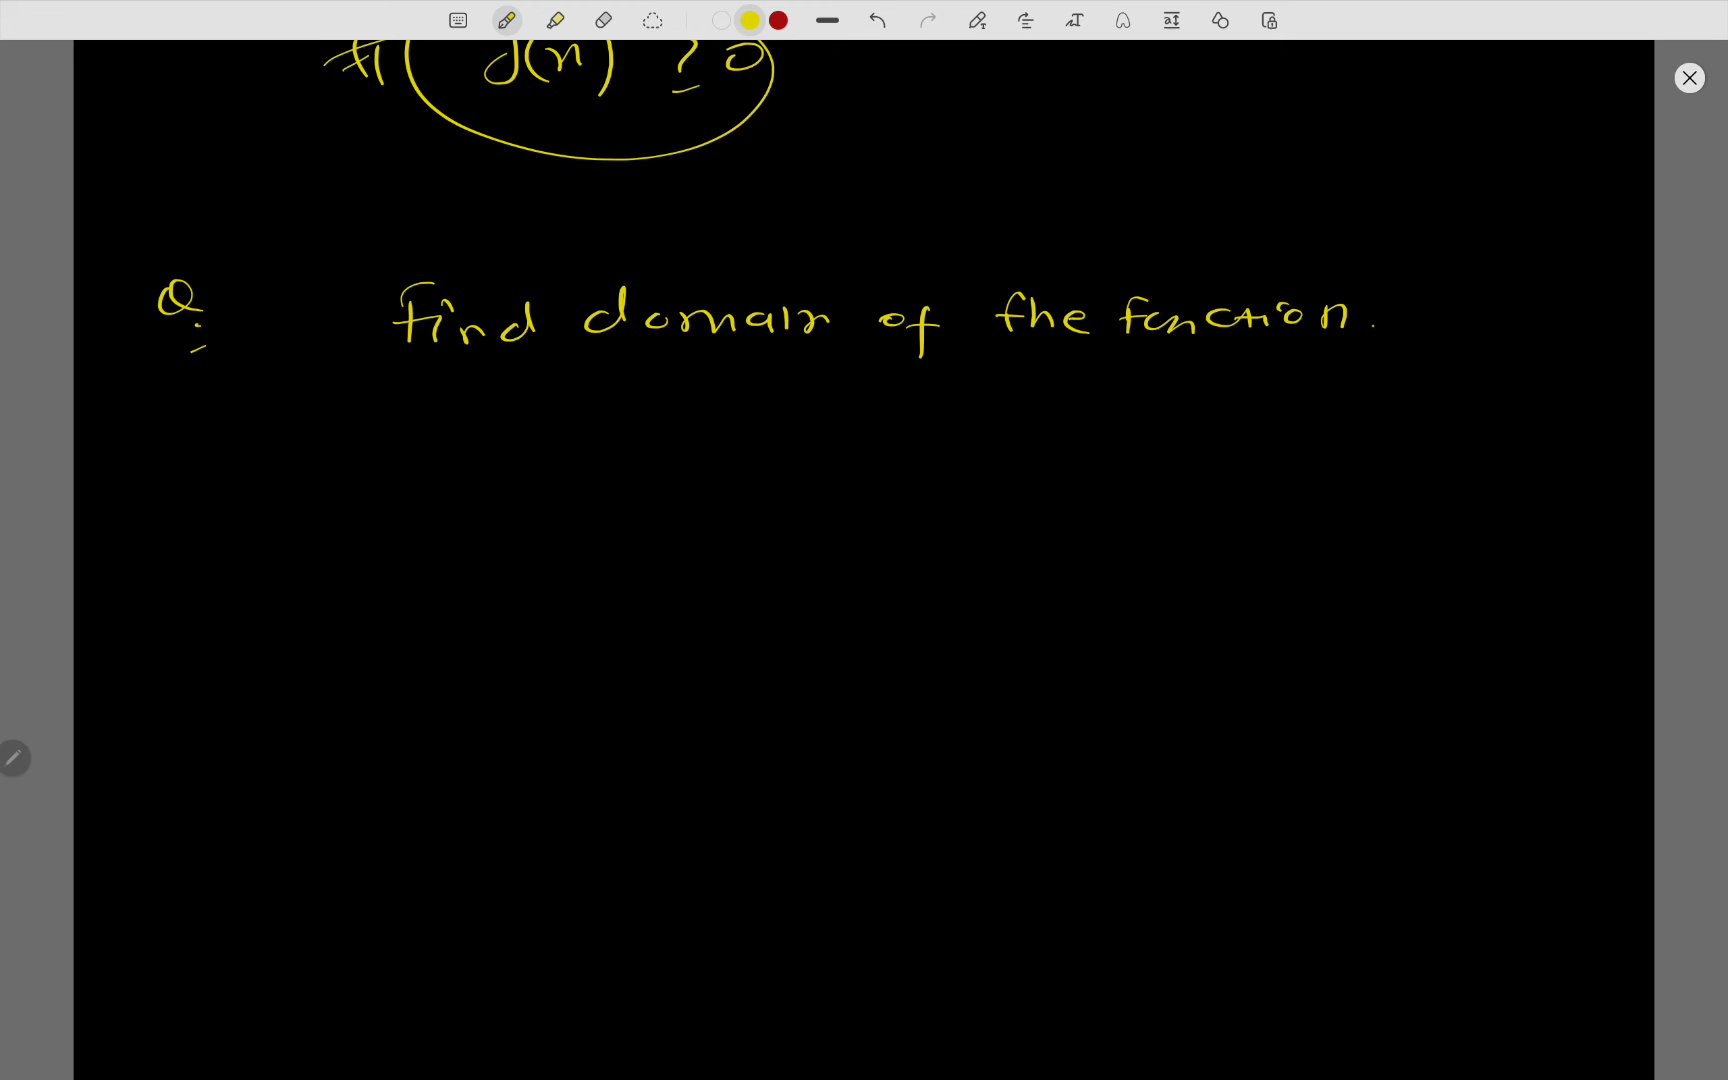 g(n) ≥ 0
Q. Find domain of the function.